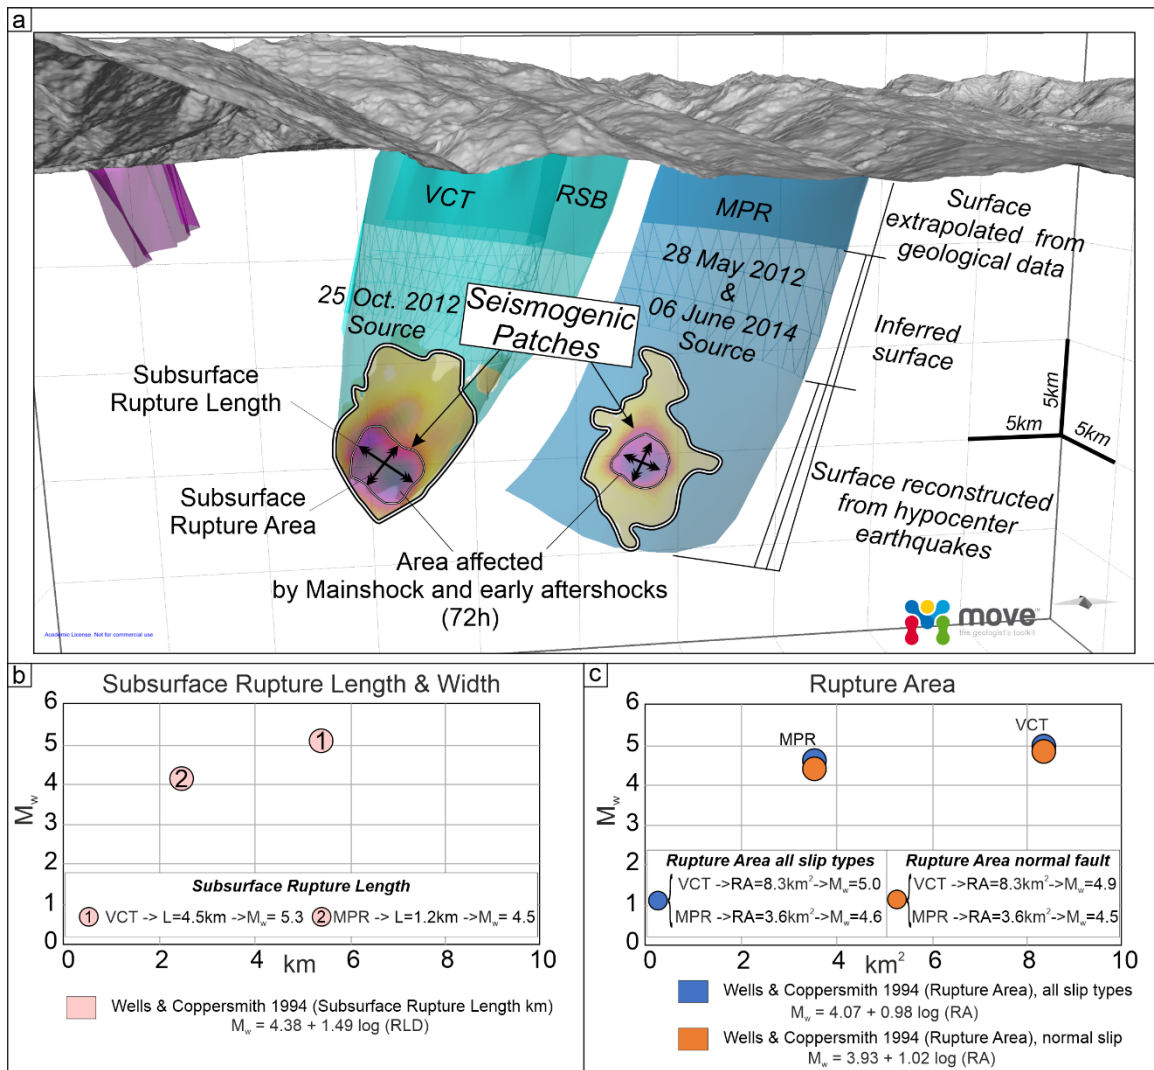 a
VCT
RSB
MPR
Surface
extrapolated from
geological data
28 May 2012
&
06 June 2014
Source
25 Oct. 2012
Source
Seismogenic
Patches
Inferred
surface
Subsurface
Rupture Length
5km
5km
5km
Subsurface
Rupture Area
Surface reconstructed
from hypocenter
earthquakes
Area affected
by Mainshock and early aftershocks
(72h)
Academic License. Not for commercial use
move™
the geologist's toolkit
b
Subsurface Rupture Length & Width
6
5
4
3
2
1
0
Mw
1
2
Subsurface Rupture Length
1 VCT -> L=4.5km ->Mw= 5.3 2 MPR -> L=1.2km ->Mw= 4.5
0 2 4 6 8 10
km
Wells & Coppersmith 1994 (Subsurface Rupture Length km)
Mw = 4.38 + 1.49 log (RLD)
c
Rupture Area
6
5
4
3
2
1
0
Mw
MPR
VCT
Rupture Area all slip types
VCT ->RA=8.3km²->Mw=5.0
MPR ->RA=3.6km²->Mw=4.6
Rupture Area normal fault
VCT ->RA=8.3km²->Mw=4.9
MPR ->RA=3.6km²->Mw=4.5
0 2 4 6 8 10
km²
Wells & Coppersmith 1994 (Rupture Area), all slip types
Mw = 4.07 + 0.98 log (RA)
Wells & Coppersmith 1994 (Rupture Area), normal slip
Mw = 3.93 + 1.02 log (RA)